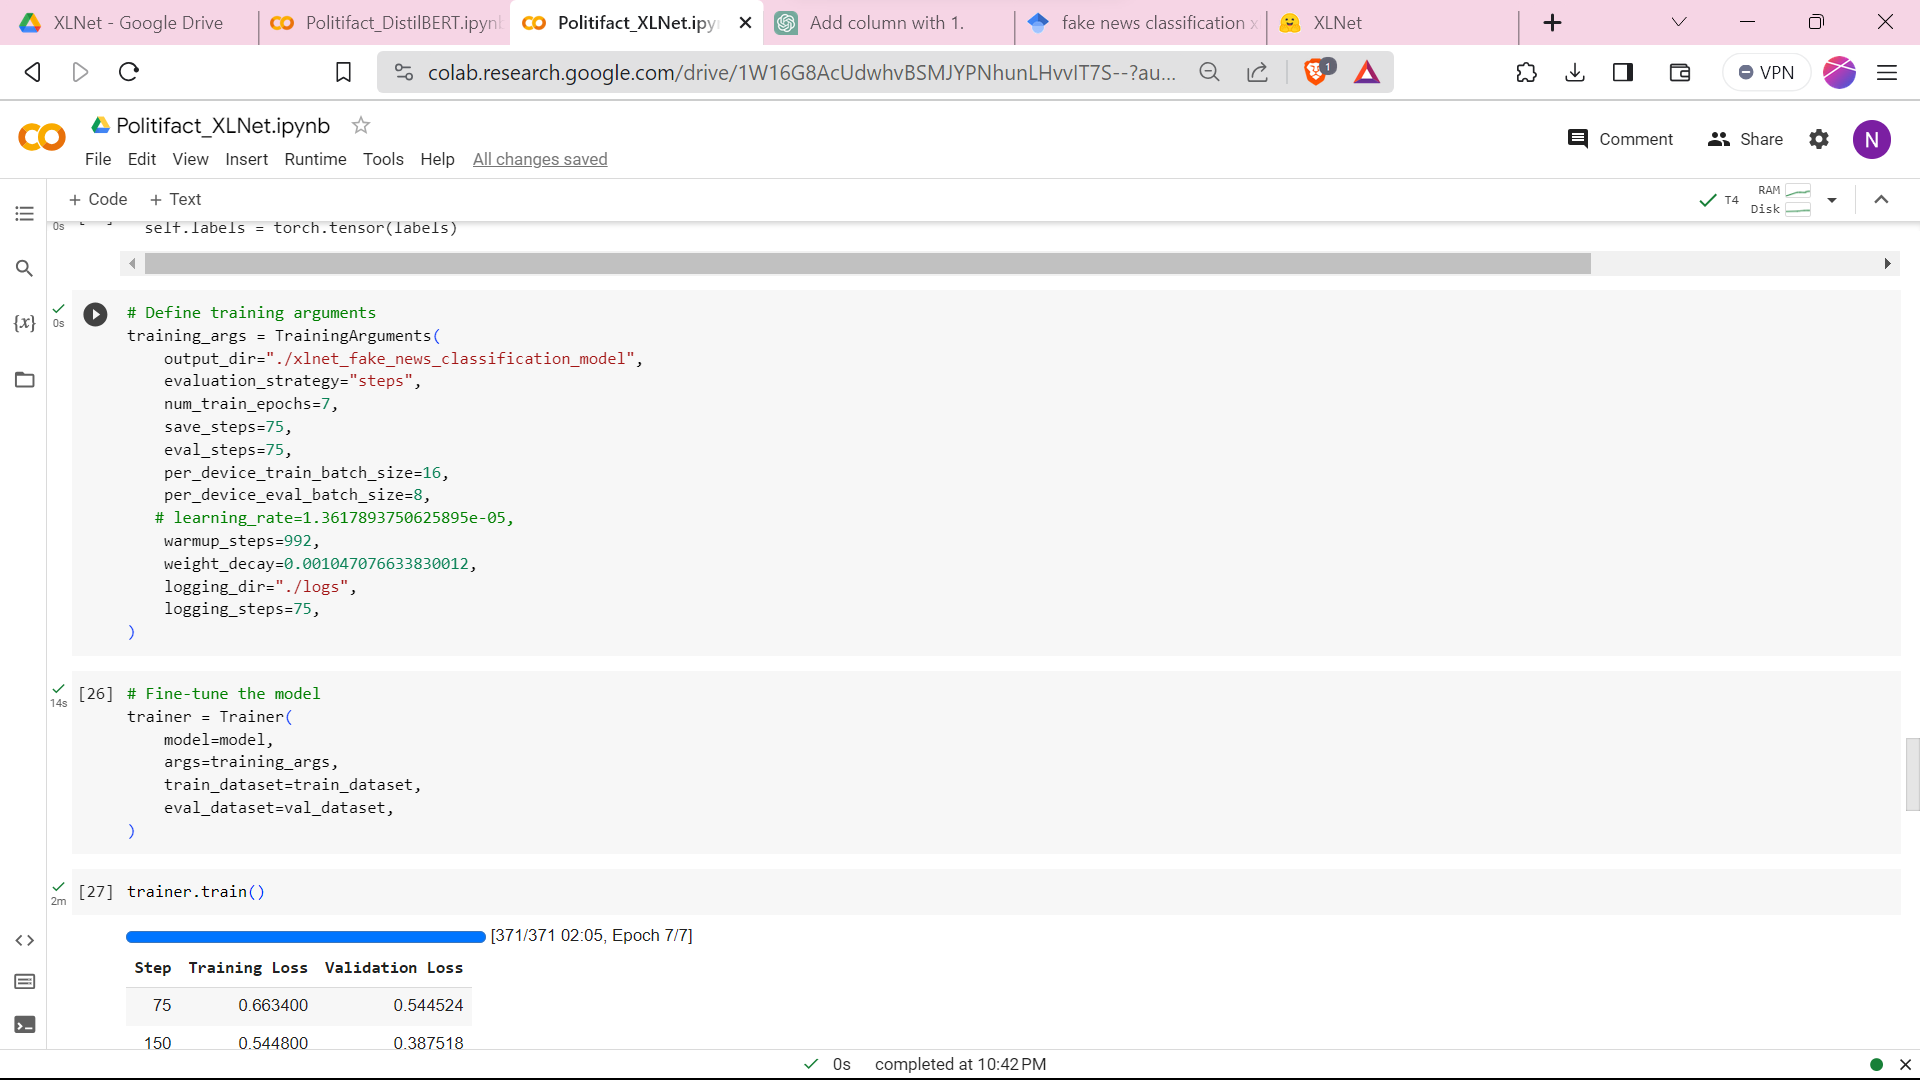 XLNet - Google Drive
Politifact_DistilBERT.ipynb
Politifact_XLNet.ipy
Add column with 1.
fake news classification x
XLNet
colab.research.google.com/drive/1W16G8AcUdwhvBSMJYPNhunLHvvIT7S--?au...
1
VPN
Politifact_XLNet.ipynb
Comment
Share
N
File Edit View Insert Runtime Tools Help All changes saved
+ Code + Text
T4
RAM
Disk
0s
self.labels = torch.tensor(labels)
0s
# Define training arguments
training_args = TrainingArguments(
output_dir="./xlnet_fake_news_classification_model",
evaluation_strategy="steps",
num_train_epochs=7,
save_steps=75,
eval_steps=75,
per_device_train_batch_size=16,
per_device_eval_batch_size=8,
# learning_rate=1.3617893750625895e-05,
warmup_steps=992,
weight_decay=0.001047076633830012,
logging_dir="./logs",
logging_steps=75,
)
14s
[26] # Fine-tune the model
trainer = Trainer(
model=model,
args=training_args,
train_dataset=train_dataset,
eval_dataset=val_dataset,
)
2m
[27] trainer.train()
[371/371 02:05, Epoch 7/7]
Step Training Loss Validation Loss
75 0.663400 0.544524
150 0.544800 0.387518
0s completed at 10:42 PM